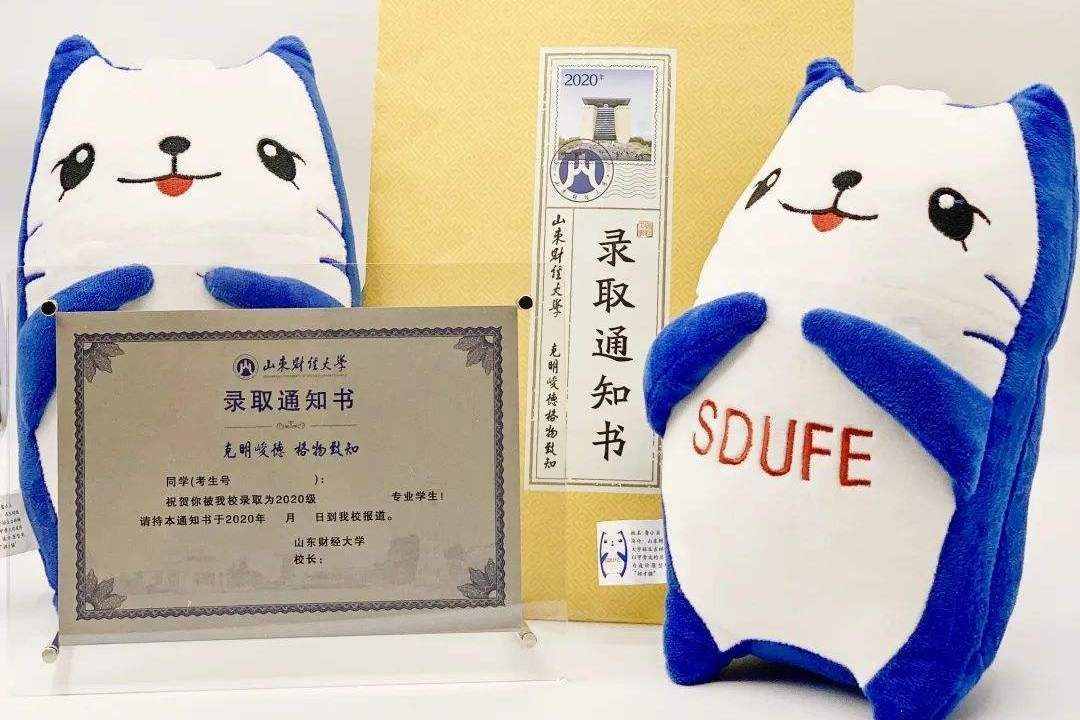 山东财经大学
录取通知书
克明峻德 格物致知
同学(考生号 ):
祝贺你被我校录取为2020级 专业学生!
请持本通知书于2020年 月 日到我校报道。
山东财经大学
校长:
2020年
录取通知书
山东财经大学 克明峻德格物致知
SDUFE
SDUFE